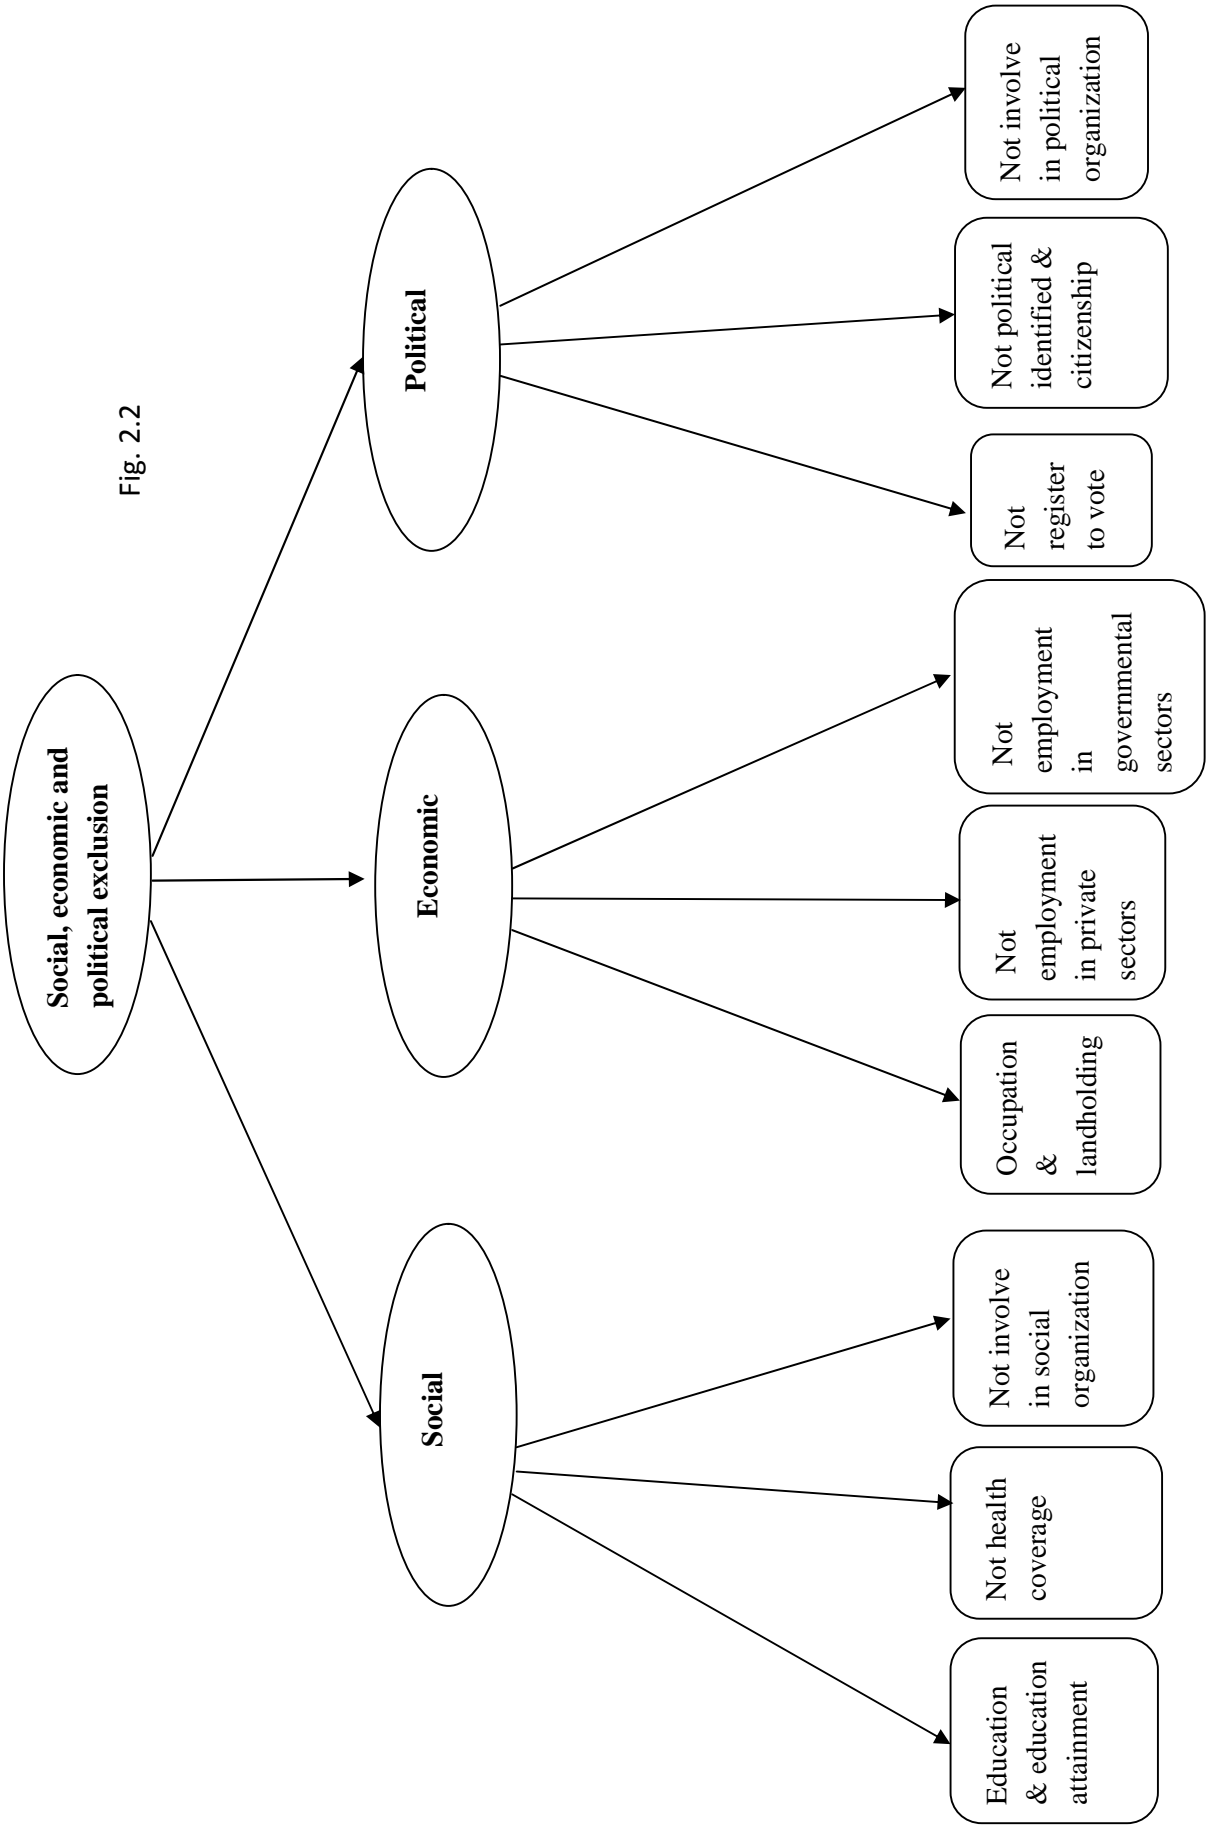 Fig. 2.2
Social, economic and
political exclusion
Social
Economic
Political
Education
& education
attainment
Not health
coverage
Not involve
in social
organization
Occupation
&
landholding
Not
employment
in private
sectors
Not
employment
in
governmental
sectors
Not
register
to vote
Not political
identified &
citizenship
Not involve
in political
organization